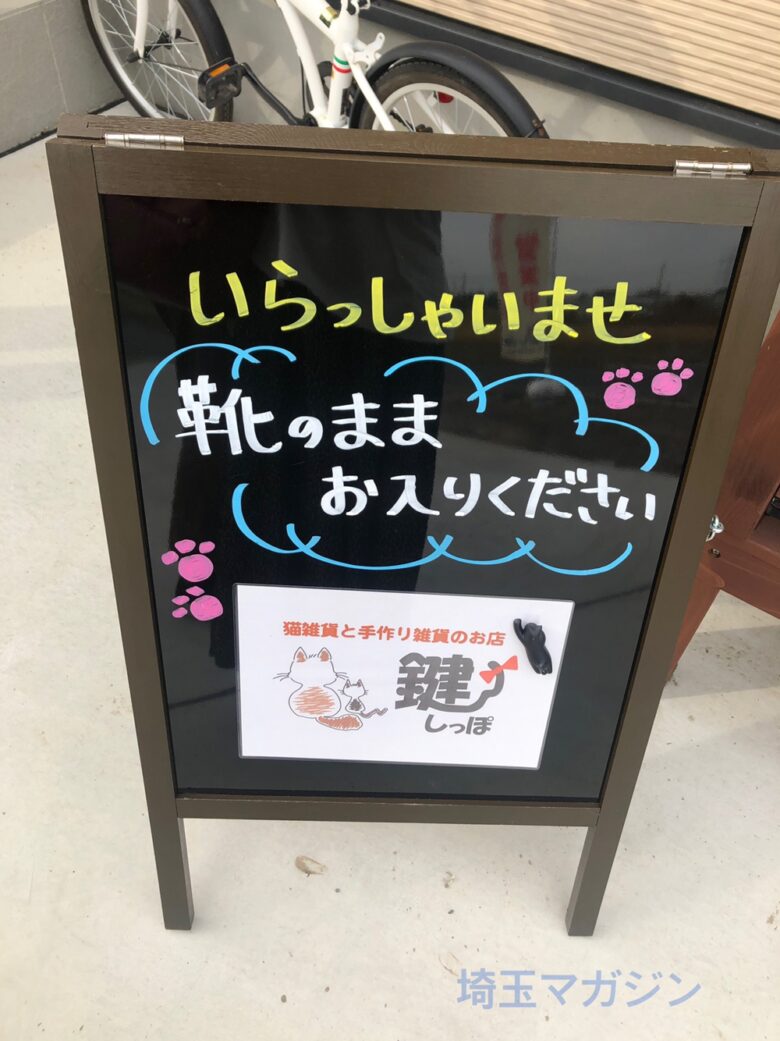 いらっしゃいませ
靴のまま
お入りください
猫雑貨と手作り雑貨のお店
鍵
しっぽ
埼玉マガジン